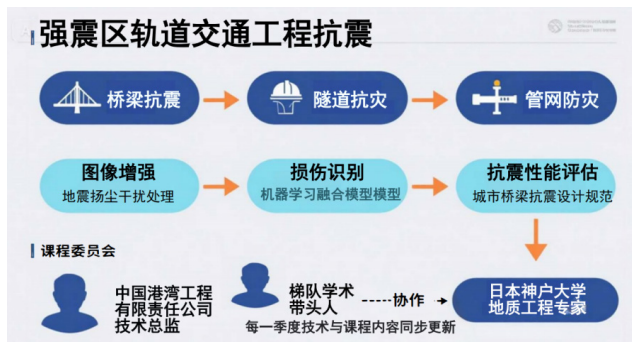 强震区轨道交通工程抗震
桥梁抗震
隧道抗灾
管网防灾
图像增强
地震扬尘干扰处理
损伤识别
机器学习融合模型模型
抗震性能评估
城市桥梁抗震设计规范
课程委员会
中国港湾工程
有限责任公司
技术总监
梯队学术
带头人
协作
每一季度技术与课程内容同步更新
日本神户大学
地质工程专家